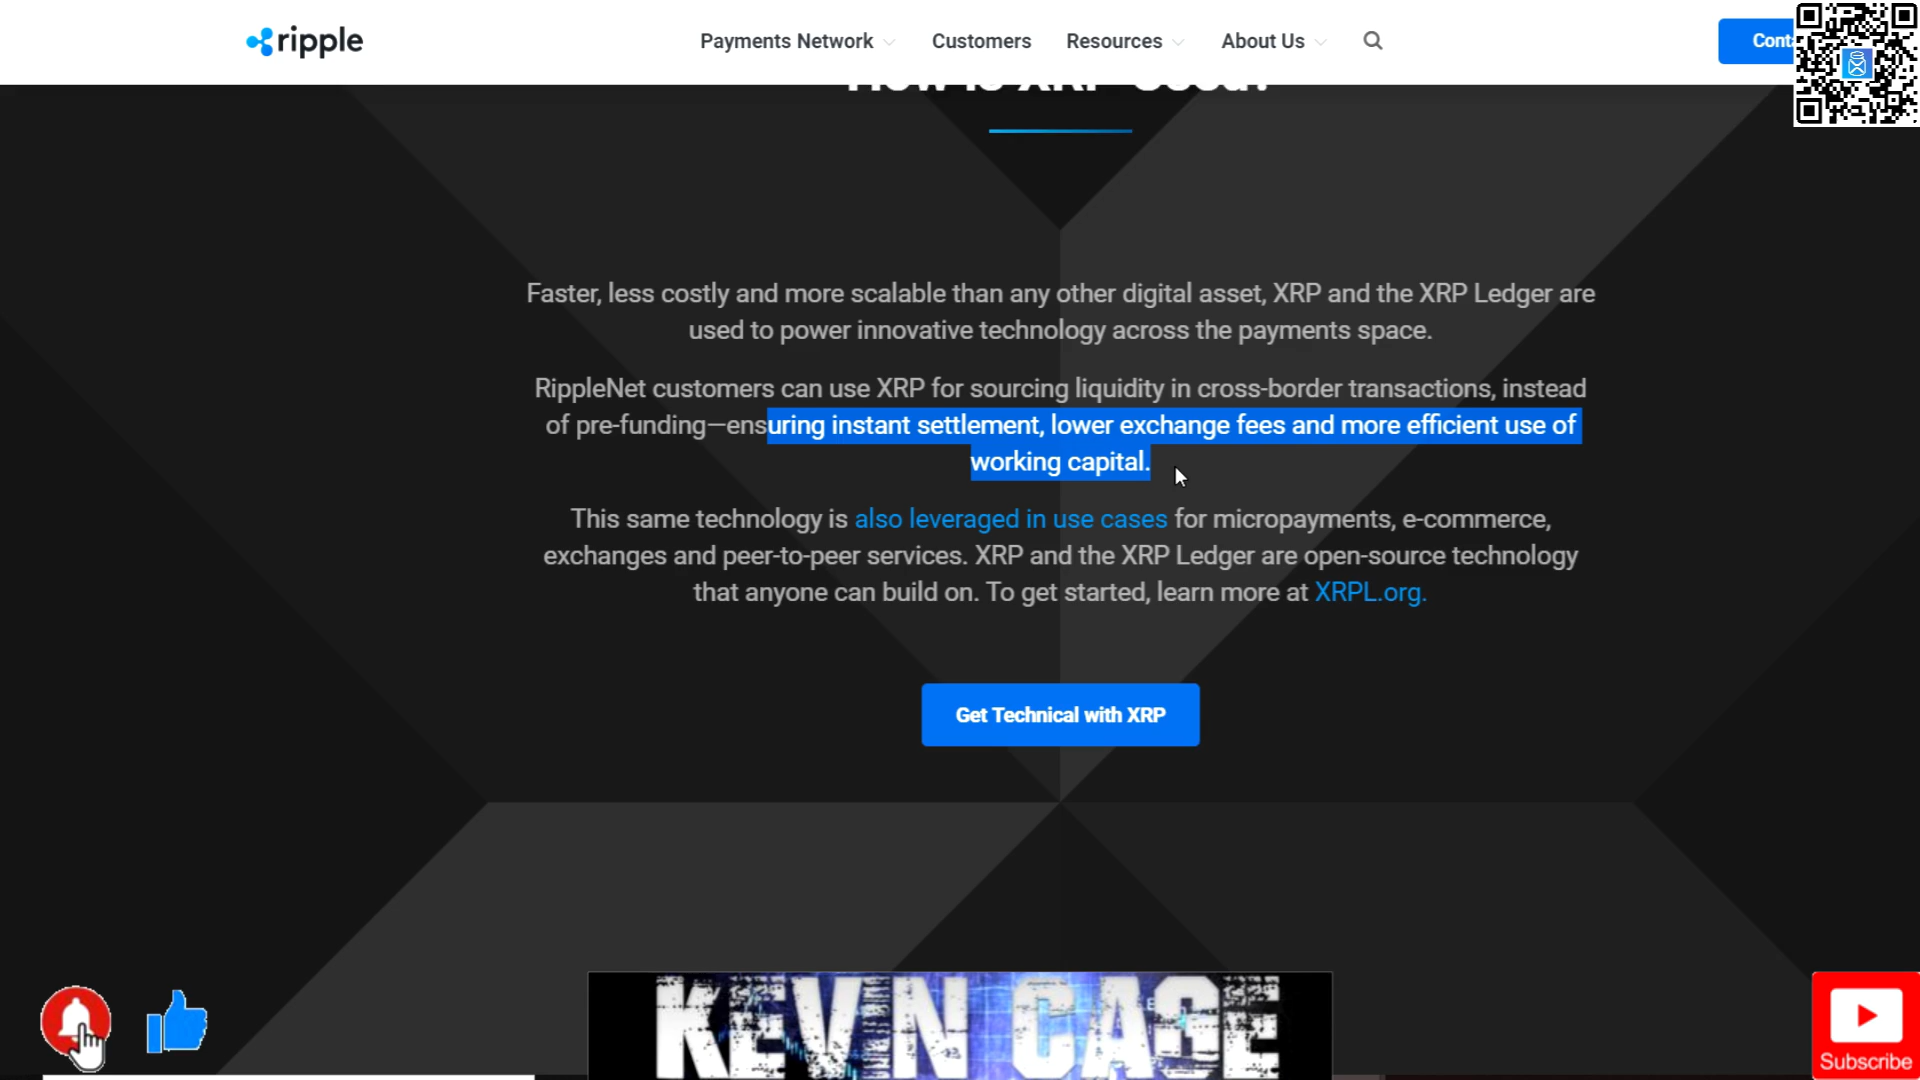 ripple
Payments Network
Customers
Resources
About Us
How is XRP Used?
Faster, less costly and more scalable than any other digital asset, XRP and the XRP Ledger are
used to power innovative technology across the payments space.
RippleNet customers can use XRP for sourcing liquidity in cross-border transactions, instead
of pre-funding—ensuring instant settlement, lower exchange fees and more efficient use of
working capital.
This same technology is also leveraged in use cases for micropayments, e-commerce,
exchanges and peer-to-peer services. XRP and the XRP Ledger are open-source technology
that anyone can build on. To get started, learn more at XRPL.org.
Get Technical with XRP
KEVIN CAGE
Subscribe